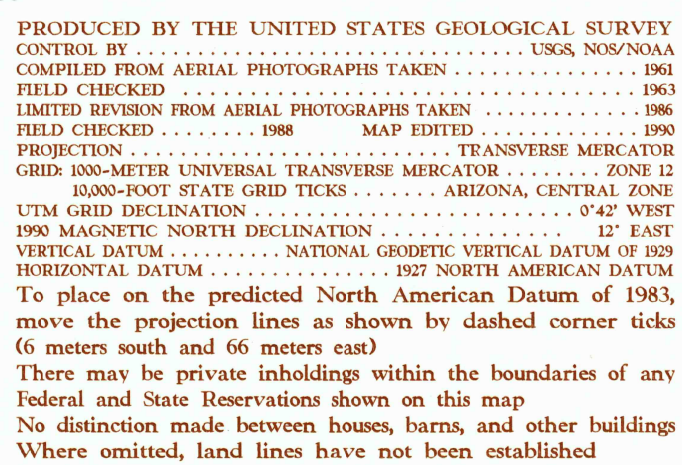 PRODUCED BY THE UNITED STATES GEOLOGICAL SURVEY
CONTROL BY . . . . . . . . . . . . . . . . . . . . . . . . . . . . . . . . USGS, NOS/NOAA
COMPILED FROM AERIAL PHOTOGRAPHS TAKEN . . . . . . . . . . . . . . . 1961
FIELD CHECKED . . . . . . . . . . . . . . . . . . . . . . . . . . . . . . . . . . . . . . 1963
LIMITED REVISION FROM AERIAL PHOTOGRAPHS TAKEN . . . . . . . . . . . . 1986
FIELD CHECKED . . . . . . . . 1988 MAP EDITED . . . . . . . . . . . . . 1990
PROJECTION . . . . . . . . . . . . . . . . . . . . . . . . . . . TRANSVERSE MERCATOR
GRID: 1000-METER UNIVERSAL TRANSVERSE MERCATOR . . . . . . . . ZONE 12
10,000-FOOT STATE GRID TICKS . . . . . . . ARIZONA, CENTRAL ZONE
UTM GRID DECLINATION . . . . . . . . . . . . . . . . . . . . . . . . . . . 0°42' WEST
1990 MAGNETIC NORTH DECLINATION . . . . . . . . . . . . . . . 12° EAST
VERTICAL DATUM . . . . . . . . . . NATIONAL GEODETIC VERTICAL DATUM OF 1929
HORIZONTAL DATUM . . . . . . . . . . . . . . . 1927 NORTH AMERICAN DATUM
To place on the predicted North American Datum of 1983,
move the projection lines as shown by dashed corner ticks
(6 meters south and 66 meters east)
There may be private inholdings within the boundaries of any
Federal and State Reservations shown on this map
No distinction made between houses, barns, and other buildings
Where omitted, land lines have not been established